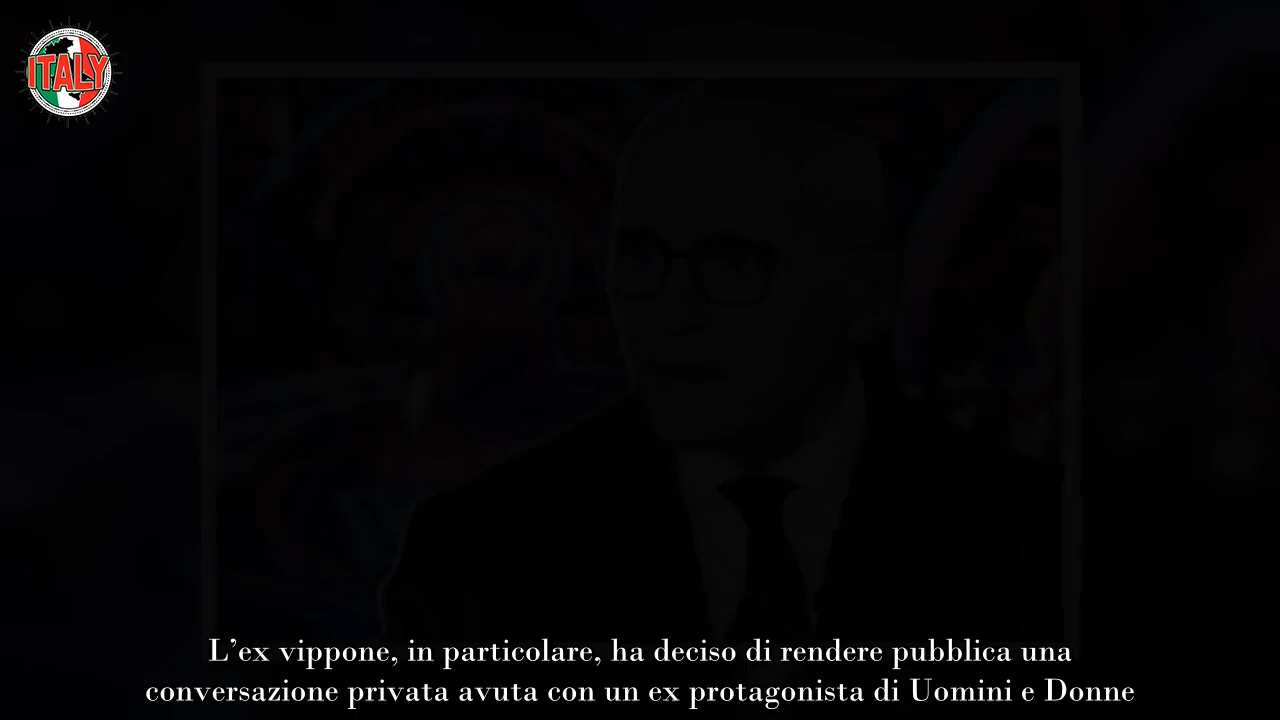 ITALY
L’ex vippone, in particolare, ha deciso di rendere pubblica una
conversazione privata avuta con un ex protagonista di Uomini e Donne